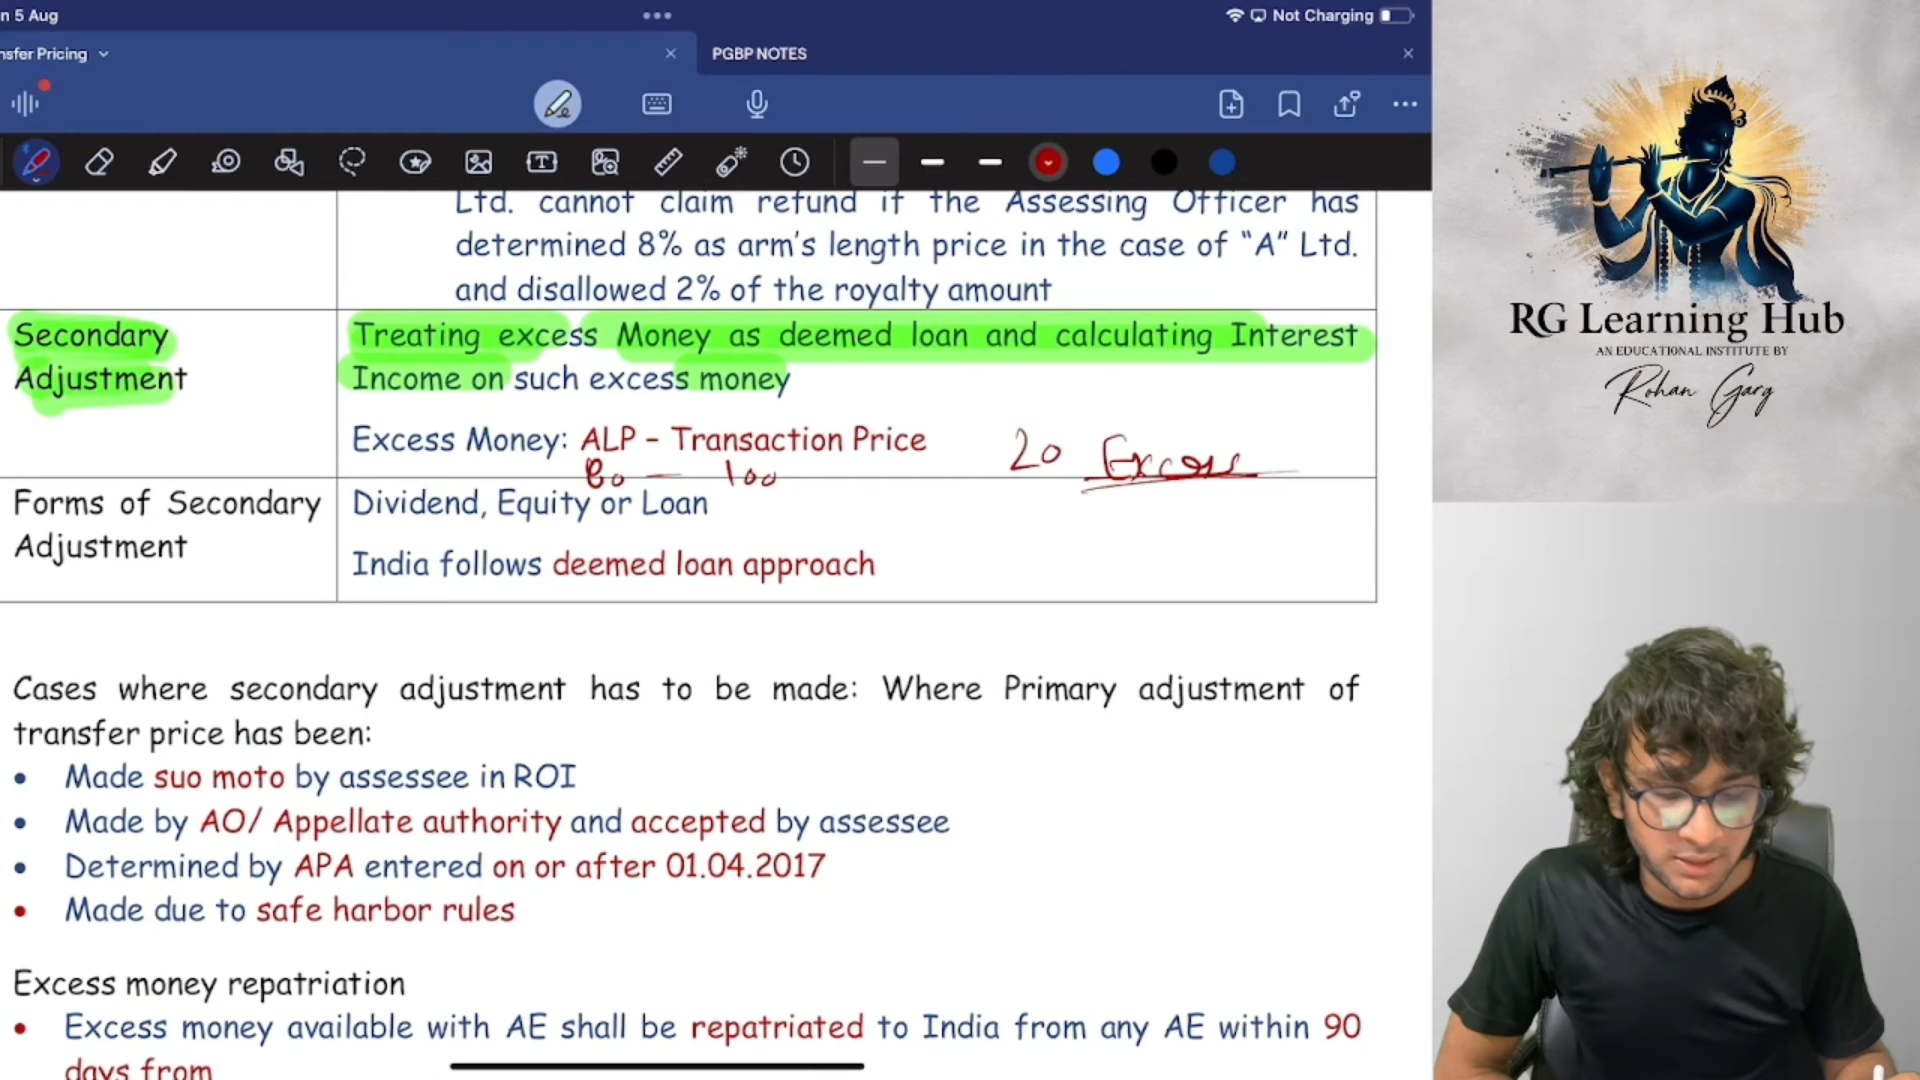 n 5 Aug
Not Charging
nsfer Pricing
PGBP NOTES
Ltd. cannot claim refund if the Assessing Officer has
determined 8% as arm's length price in the case of “A” Ltd.
and disallowed 2% of the royalty amount
Secondary Adjustment
Treating excess Money as deemed loan and calculating Interest
Income on such excess money
Excess Money: ALP - Transaction Price
80 — 100
20 Excess
Forms of Secondary
Adjustment
Dividend, Equity or Loan
India follows deemed loan approach
Cases where secondary adjustment has to be made: Where Primary adjustment of
transfer price has been:
• Made suo moto by assessee in ROI
• Made by AO/ Appellate authority and accepted by assessee
• Determined by APA entered on or after 01.04.2017
• Made due to safe harbor rules
Excess money repatriation
• Excess money available with AE shall be repatriated to India from any AE within 90
days from
RG Learning Hub
AN EDUCATIONAL INSTITUTE BY
Rohan Garg